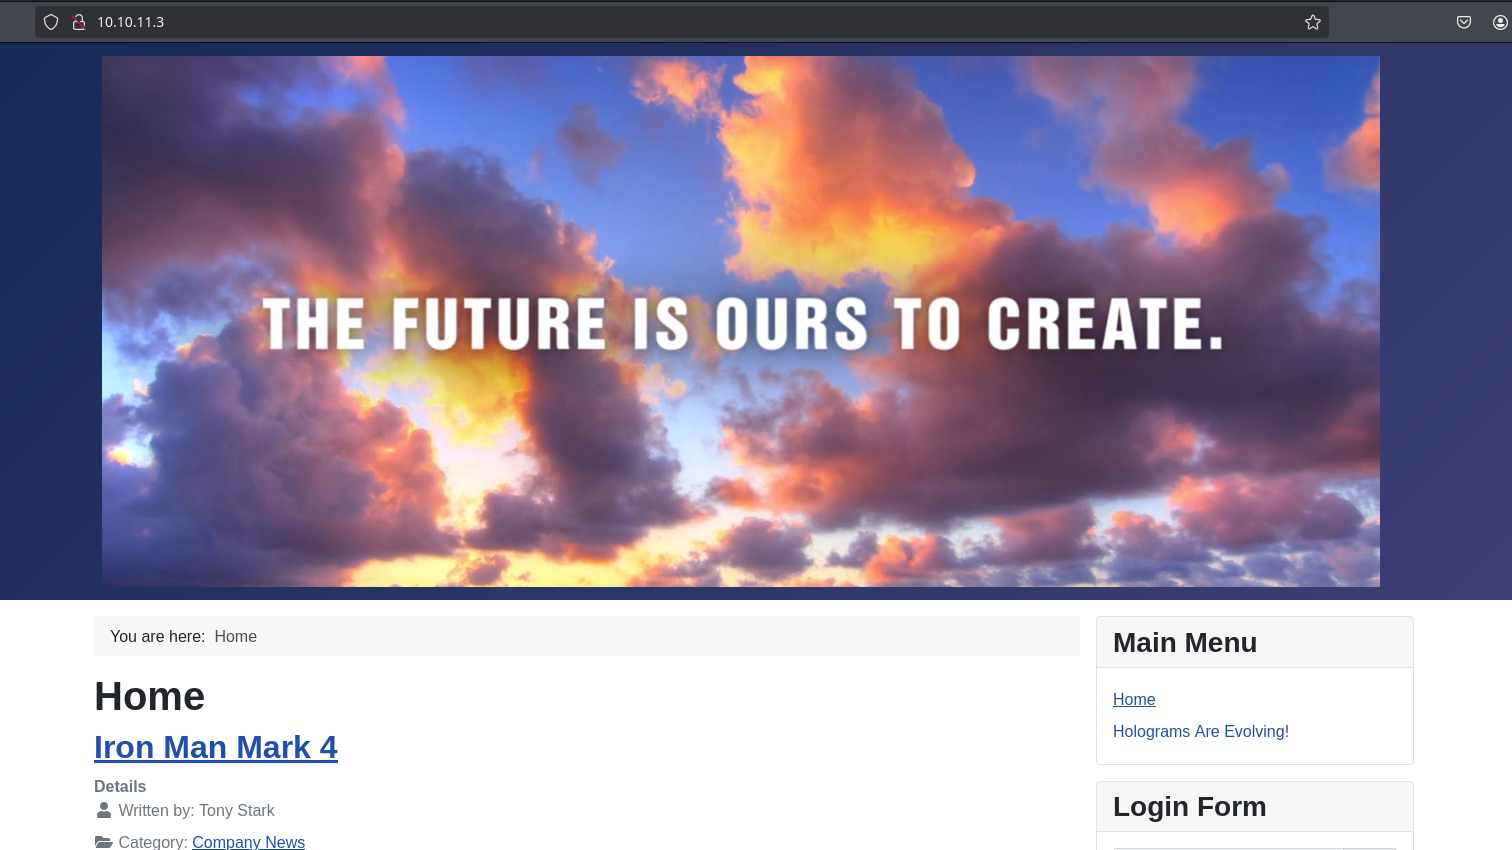 10.10.11.3
THE FUTURE IS OURS TO CREATE.
You are here: Home
Home
Iron Man Mark 4
Details
Written by: Tony Stark
Category: Company News
Main Menu
Home
Holograms Are Evolving!
Login Form